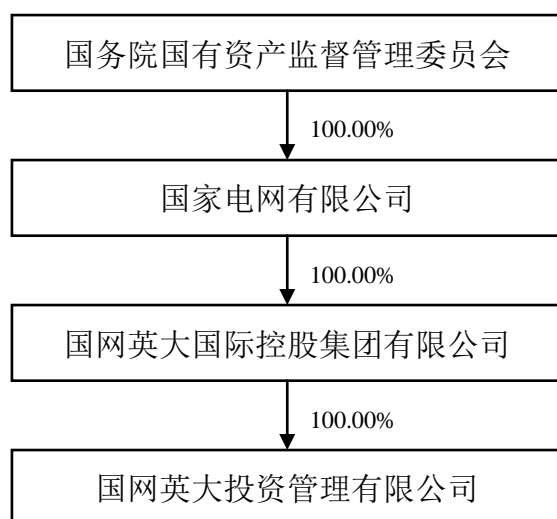 国务院国有资产监督管理委员会
100.00%
国家电网有限公司
100.00%
国网英大国际控股集团有限公司
100.00%
国网英大投资管理有限公司